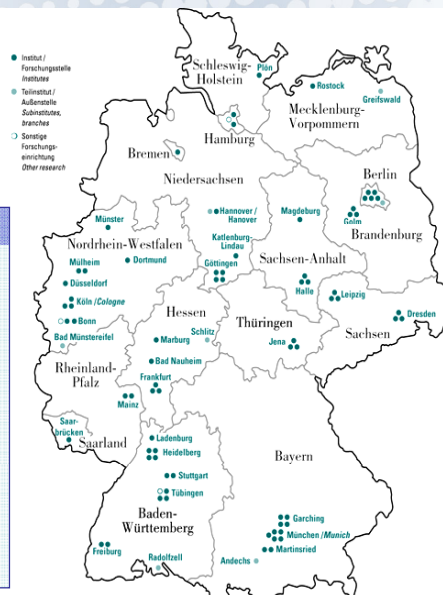 Institut /
Forschungsstelle
Institutes
Teilinstitut /
Außenstelle
Subinstitutes,
branches
Sonstige
Forschungs-
einrichtung
Other research
Schleswig-
Holstein
Plön
Rostock
Greifswald
Mecklenburg-
Vorpommern
Hamburg
Bremen
Niedersachsen
Berlin
Golm
Brandenburg
Münster
Hannover /
Hanover
Magdeburg
Nordrhein-Westfalen
Katlenburg-
Lindau
Dortmund
Göttingen
Sachsen-Anhalt
Mülheim
Düsseldorf
Halle
Leipzig
Köln /Cologne
Bonn
Hessen
Dresden
Bad Münstereifel
Schlitz
Marburg
Thüringen
Jena
Sachsen
Rheinland-
Pfalz
Bad Nauheim
Frankfurt
Mainz
Saar-
brücken
Saarland
Ladenburg
Heidelberg
Bayern
Stuttgart
Tübingen
Baden-
Württemberg
Garching
München /Munich
Martinsried
Freiburg
Radolfzell
Andechs